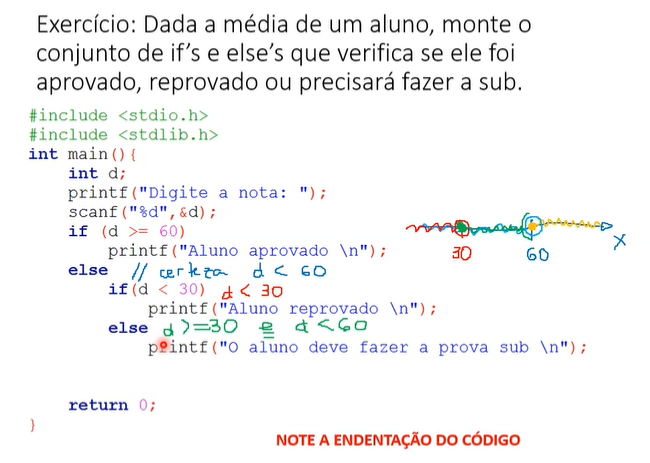 Exercício: Dada a média de um aluno, monte o
conjunto de if’s e else’s que verifica se ele foi
aprovado, reprovado ou precisará fazer a sub.
#include <stdio.h>
#include <stdlib.h>
int main(){
int d;
printf("Digite a nota: ");
scanf("%d",&d);
if (d >= 60)
printf("Aluno aprovado \n");
else // certeza d < 60
if(d < 30) d < 30
printf("Aluno reprovado \n");
else d >=30 e d <60
printf("O aluno deve fazer a prova sub \n");
return 0;
}
30 60 x
NOTE A ENDENTAÇÃO DO CÓDIGO